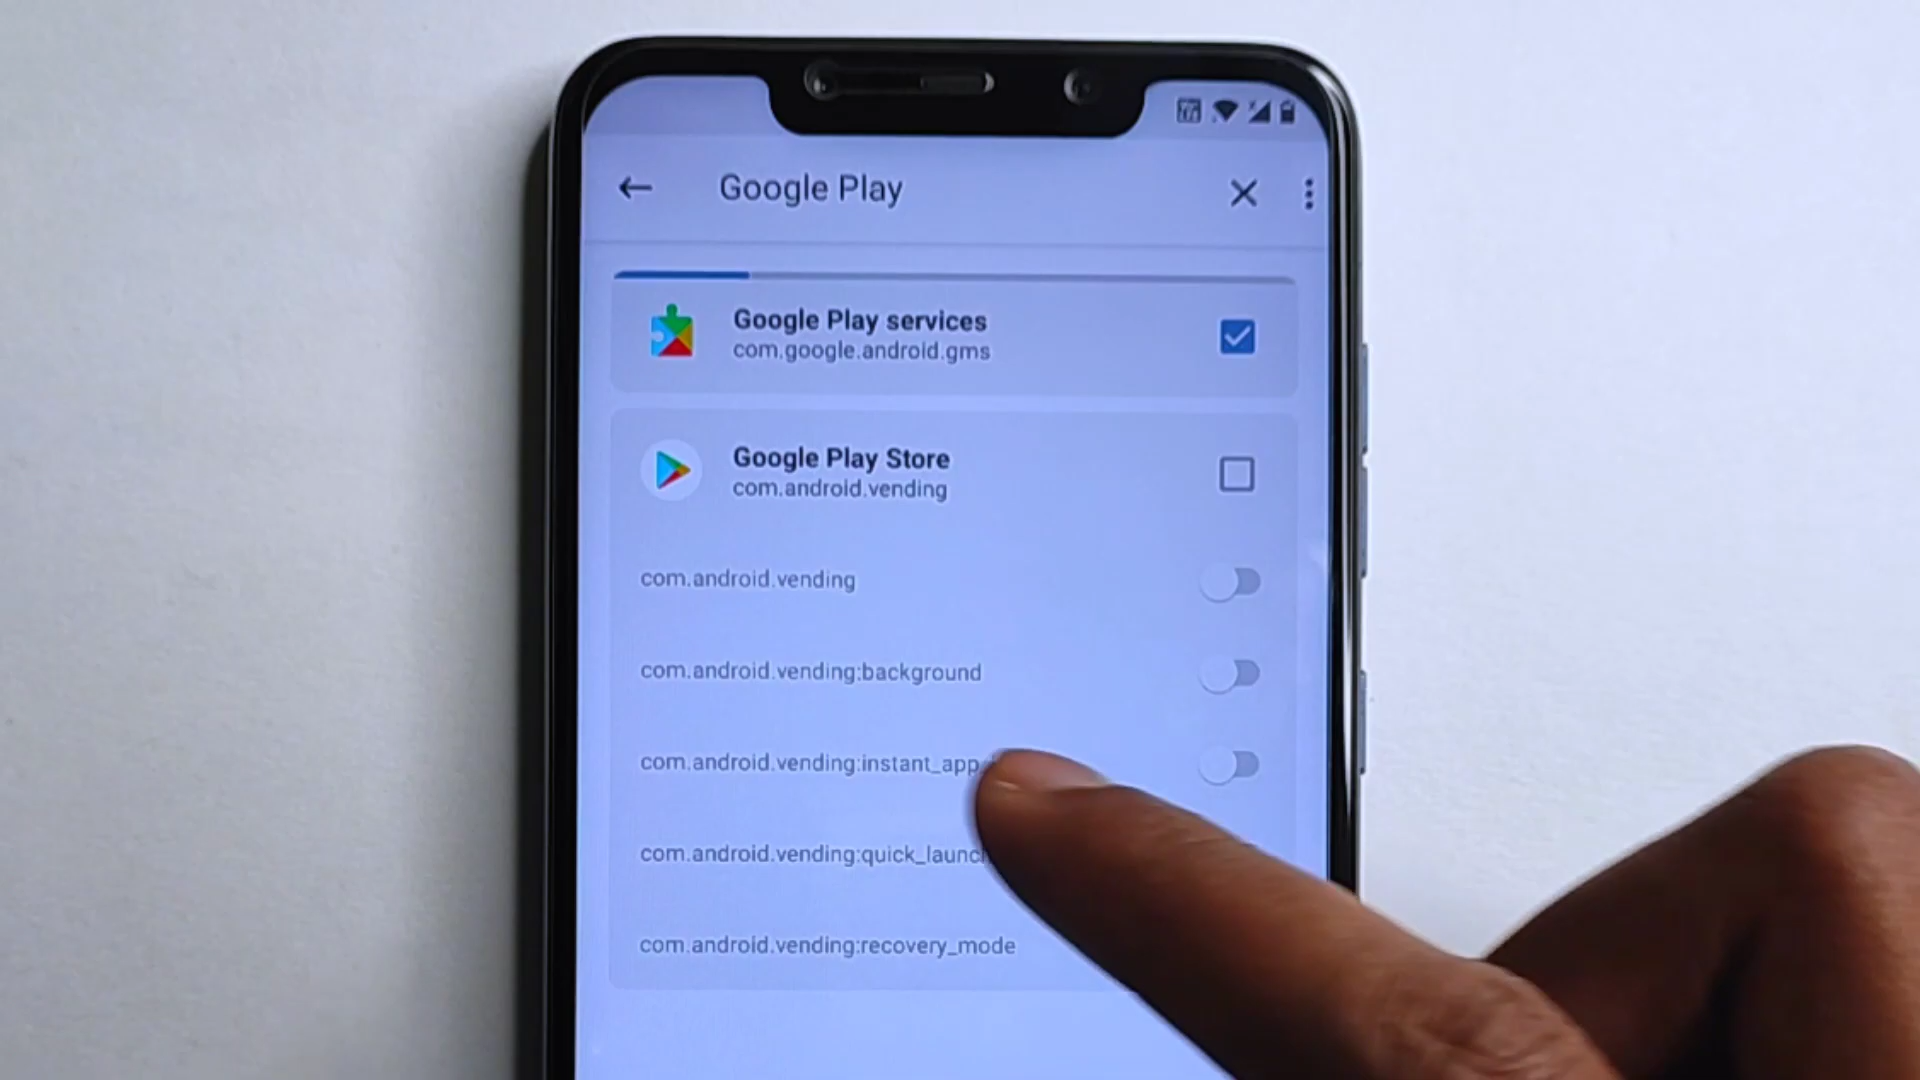 Google Play
Google Play services
com.google.android.gms
Google Play Store
com.android.vending
com.android.vending
com.android.vending:background
com.android.vending:instant_app
com.android.vending:quick_launch
com.android.vending:recovery_mode